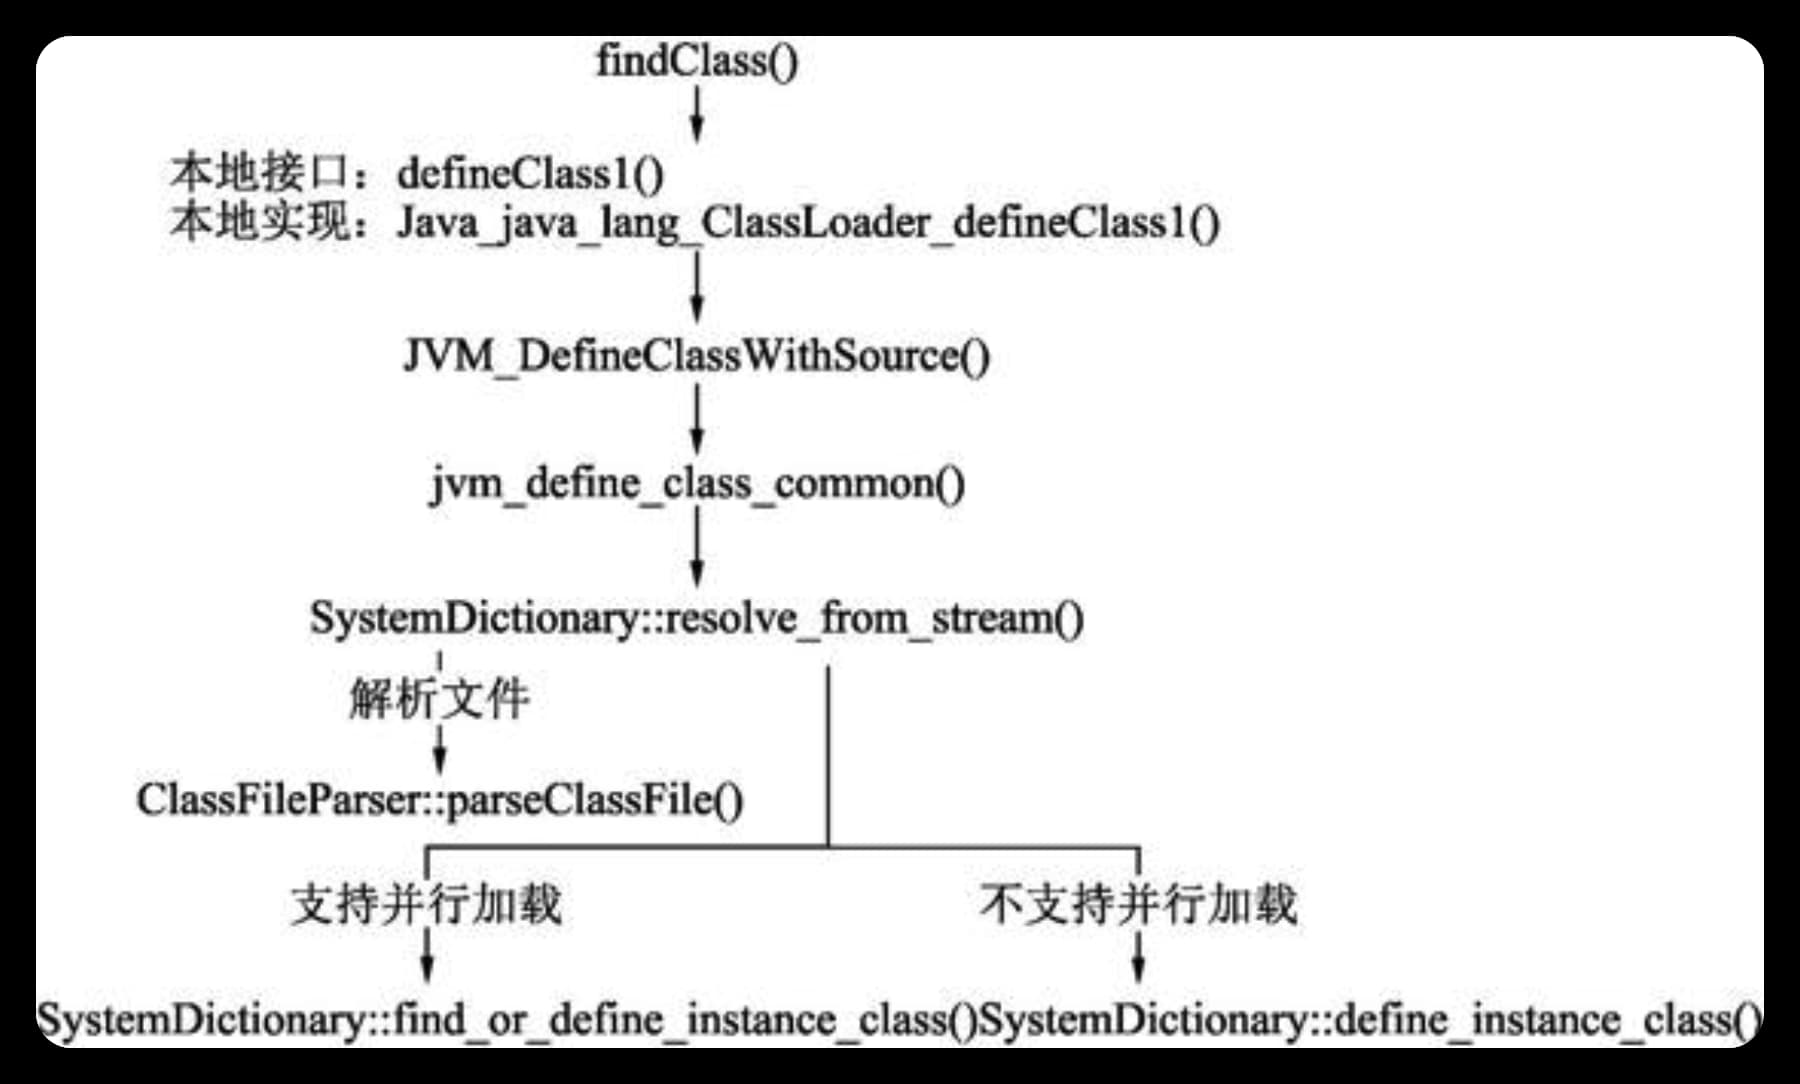 findClass()
本地接口：defineClass1()
本地实现：Java_java_lang_ClassLoader_defineClass1()
JVM_DefineClassWithSource()
jvm_define_class_common()
SystemDictionary::resolve_from_stream()
解析文件
ClassFileParser::parseClassFile()
支持并行加载
不支持并行加载
SystemDictionary::find_or_define_instance_class()
SystemDictionary::define_instance_class()